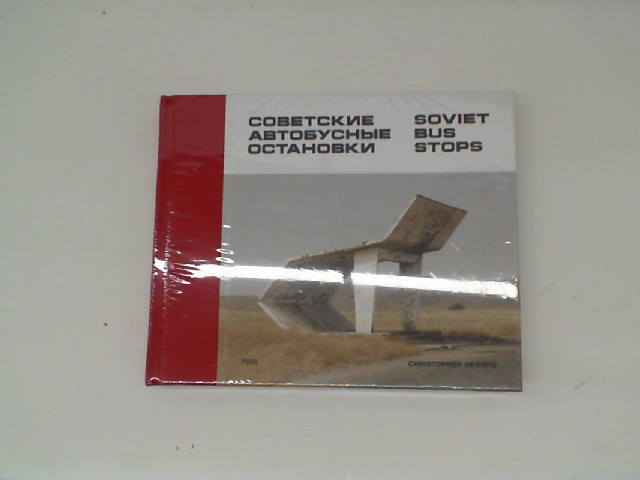 СОВЕТСКИЕ
АВТОБУСНЫЕ
ОСТАНОВКИ
SOVIET
BUS
STOPS
FUEL
CHRISTOPHER HERWIG